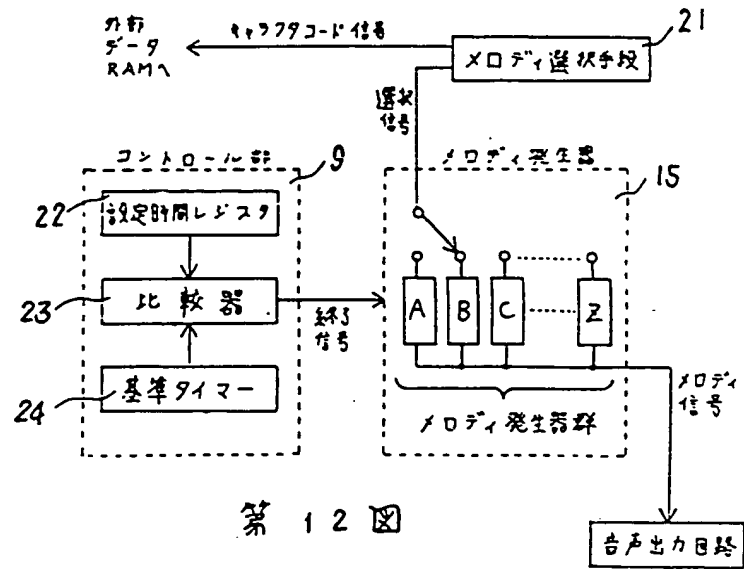 外部
データ
RAMへ
キャラクタコード信号
21
メロディ選択手段
選択
信号
コントロール部
9
メロディ発生器
15
22
設定時間レジスタ
23
比較器
終了
信号
24
基準タイマー
A
B
C
Z
メロディ発生器群
メロディ
信号
第12図
音声出力回路